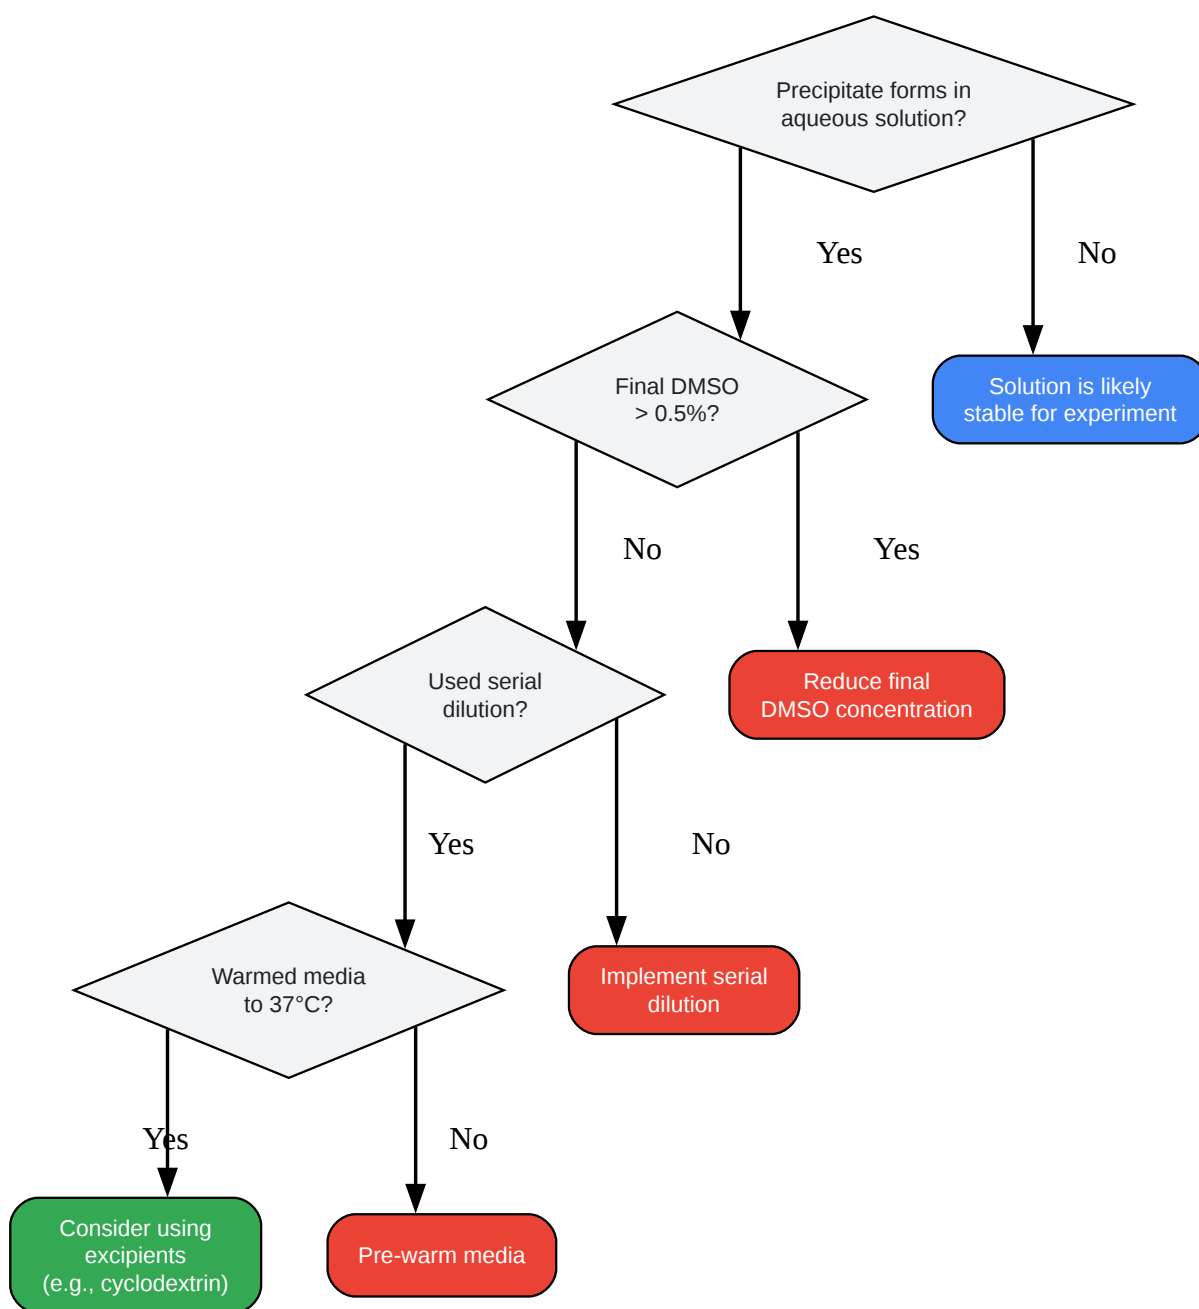 Precipitate forms in
aqueous solution?
Yes
No
Final DMSO
> 0.5%?
Solution is likely
stable for experiment
No
Yes
Used serial
dilution?
Reduce final
DMSO concentration
Yes
No
Warmed media
to 37°C?
Implement serial
dilution
Yes
No
Consider using
excipients
(e.g., cyclodextrin)
Pre-warm media